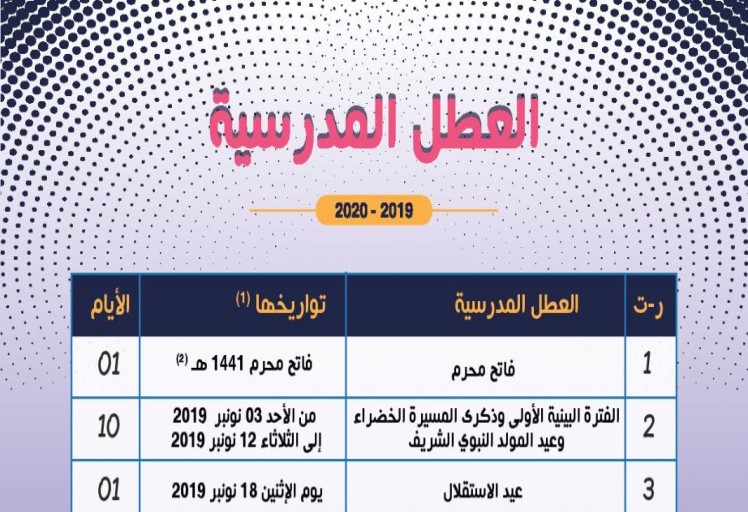 العطل المدرسية
2019 - 2020
ر-ت العطل المدرسية تواريخها (1) الأيام
1 فاتح محرم فاتح محرم 1441 هـ (2) 01
2 الفترة البينية الأولى وذكرى المسيرة الخضراء من الأحد 03 نونبر 2019 10
وعيد المولد النبوي الشريف إلى الثلاثاء 12 نونبر 2019
3 عيد الاستقلال يوم الإثنين 18 نونبر 2019 01